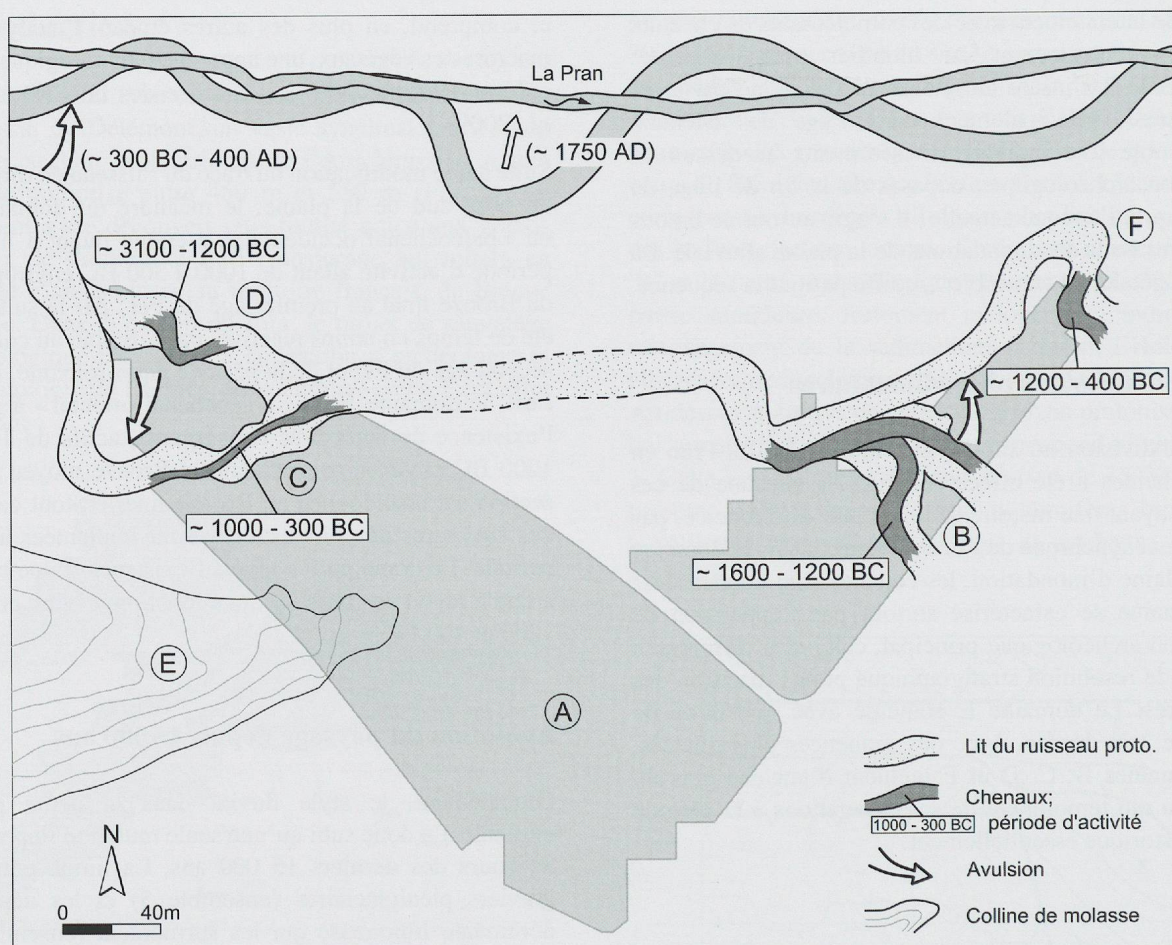 La Pran
(~ 300 BC - 400 AD)
(~ 1750 AD)
F
~ 3100 -1200 BC
D
~ 1200 - 400 BC
C
~ 1000 - 300 BC
B
~ 1600 - 1200 BC
E
A
Lit du ruisseau proto.
Chenaux;
1000 - 300 BC période d'activité
Avulsion
Colline de molasse
N
0 40m